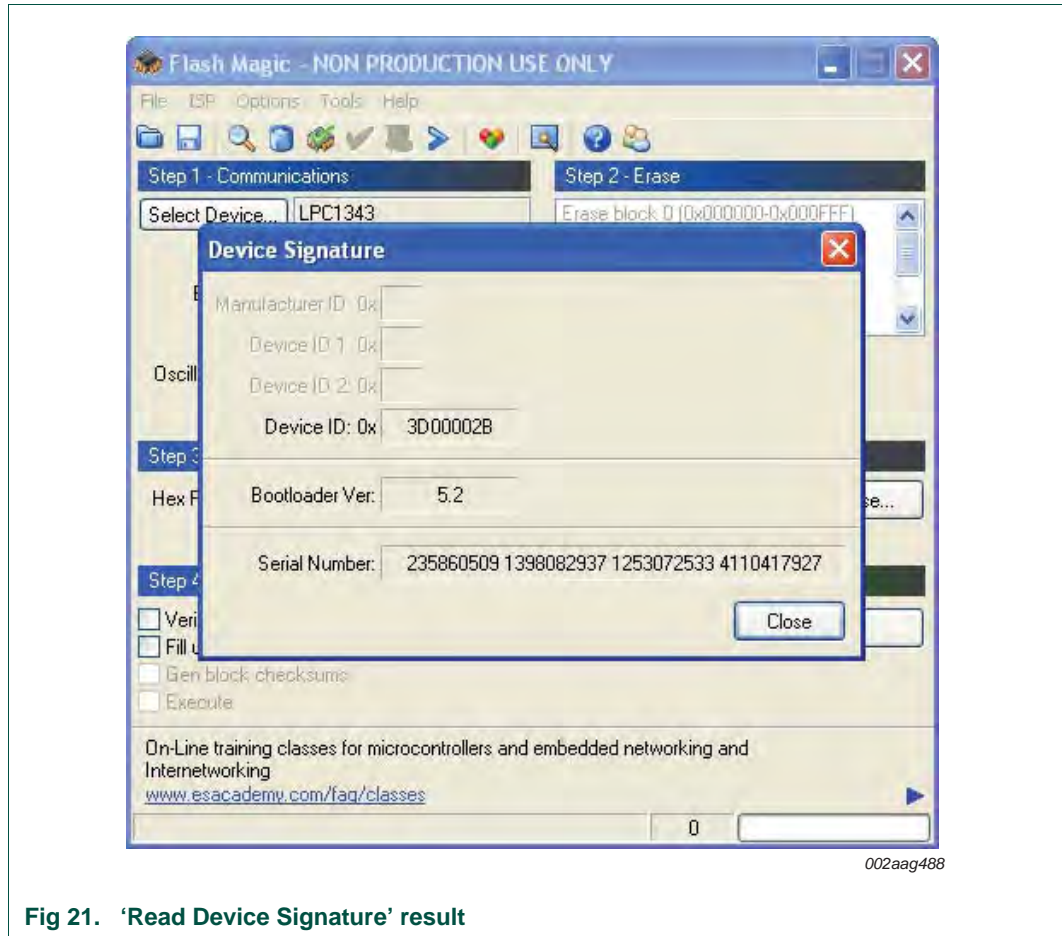 Flash Magic - NON PRODUCTION USE ONLY
File ISP Options Tools Help
Step 1 - Communications
Step 2 - Erase
Select Device... LPC1343
Erase block 0 (0x000000-0x000FFF)
Device Signature
Manufacturer ID: 0x
Device ID 1: 0x
Oscill
Device ID 2: 0x
Device ID: 0x 3D00002B
Step 3
Hex F
Bootloader Ver: 5.2
se...
Serial Number: 235860509 1398082937 1253072533 4110417927
Step 4
Close
Veri
Fill u
Gen block checksums
Execute
On-Line training classes for microcontrollers and embedded networking and
Internetworking
www.esacademy.com/faq/classes
0
002aag488
Fig 21. ‘Read Device Signature’ result